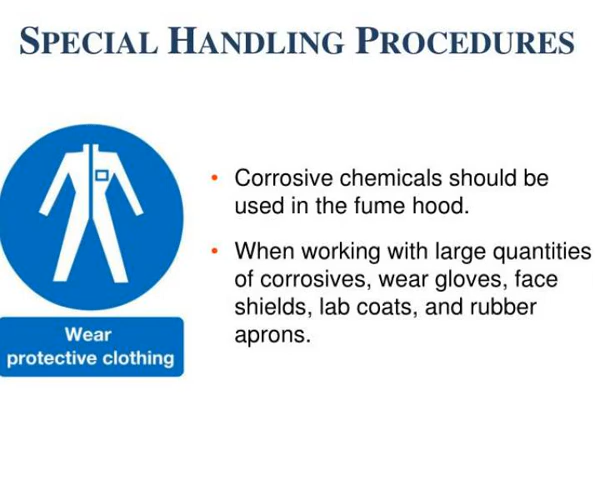 SPECIAL HANDLING PROCEDURES
Wear
protective clothing
• Corrosive chemicals should be
used in the fume hood.
• When working with large quantities
of corrosives, wear gloves, face
shields, lab coats, and rubber
aprons.